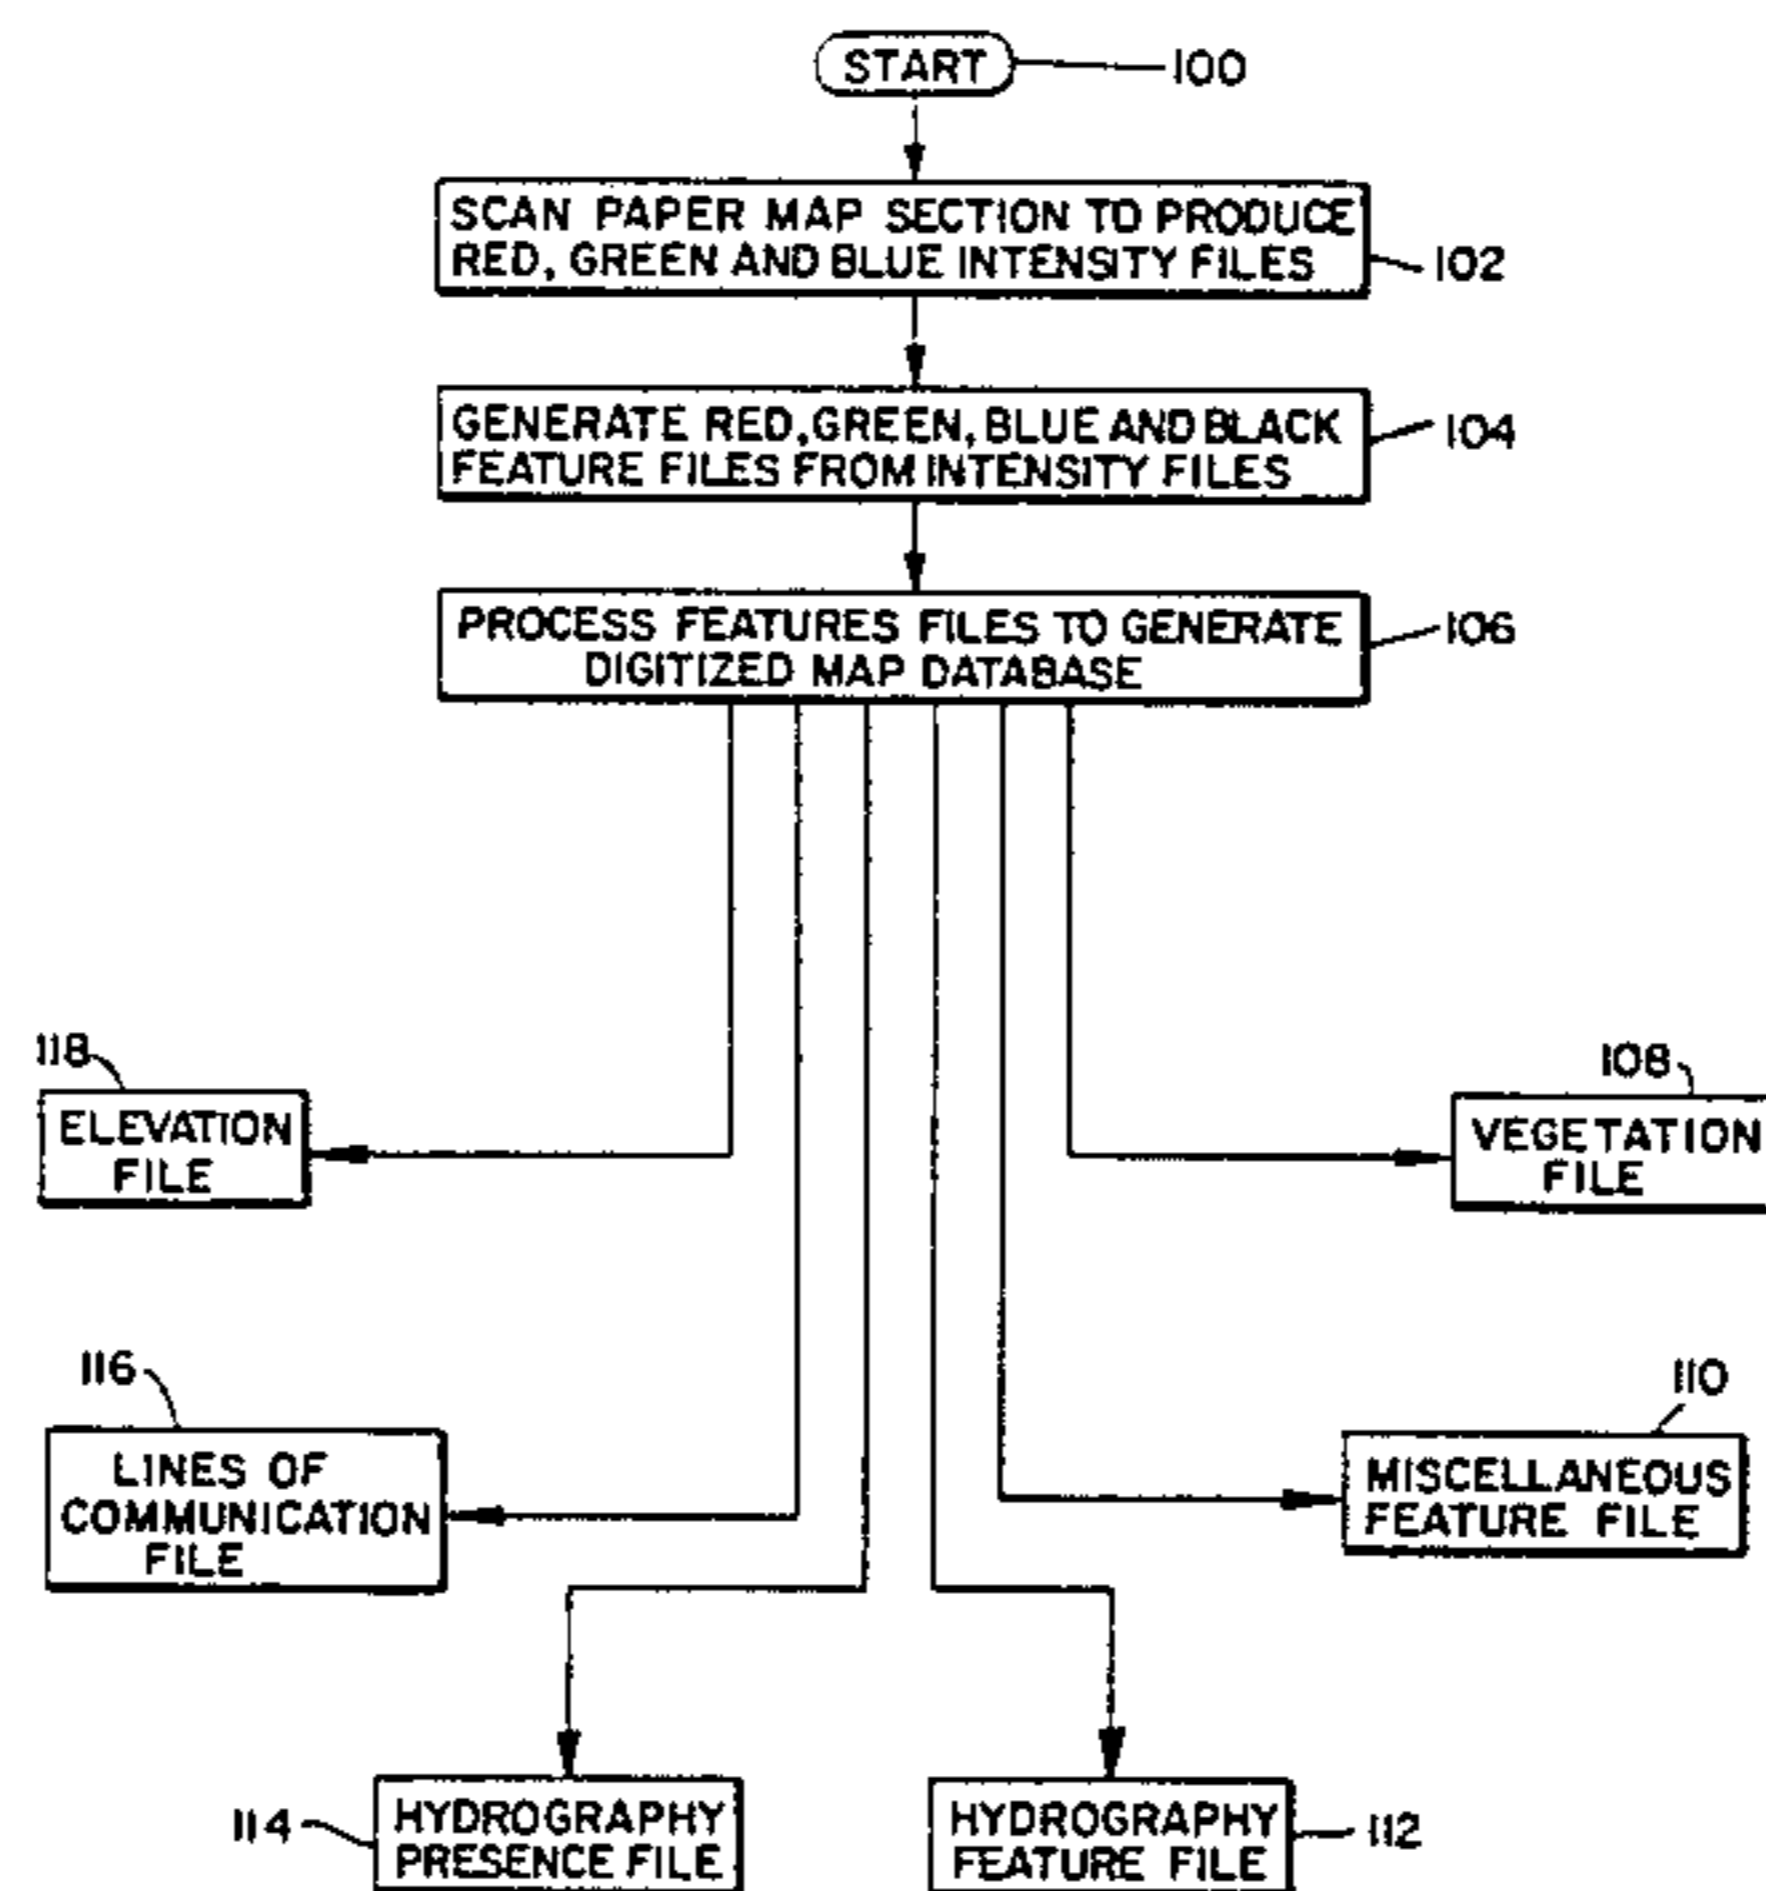 START
100
SCAN PAPER MAP SECTION TO PRODUCE
RED, GREEN AND BLUE INTENSITY FILES
102
GENERATE RED, GREEN, BLUE AND BLACK
FEATURE FILES FROM INTENSITY FILES
104
PROCESS FEATURES FILES TO GENERATE
DIGITIZED MAP DATABASE
106
118
ELEVATION
FILE
108
VEGETATION
FILE
116
LINES OF
COMMUNICATION
FILE
110
MISCELLANEOUS
FEATURE FILE
114
HYDROGRAPHY
PRESENCE FILE
HYDROGRAPHY
FEATURE FILE
112